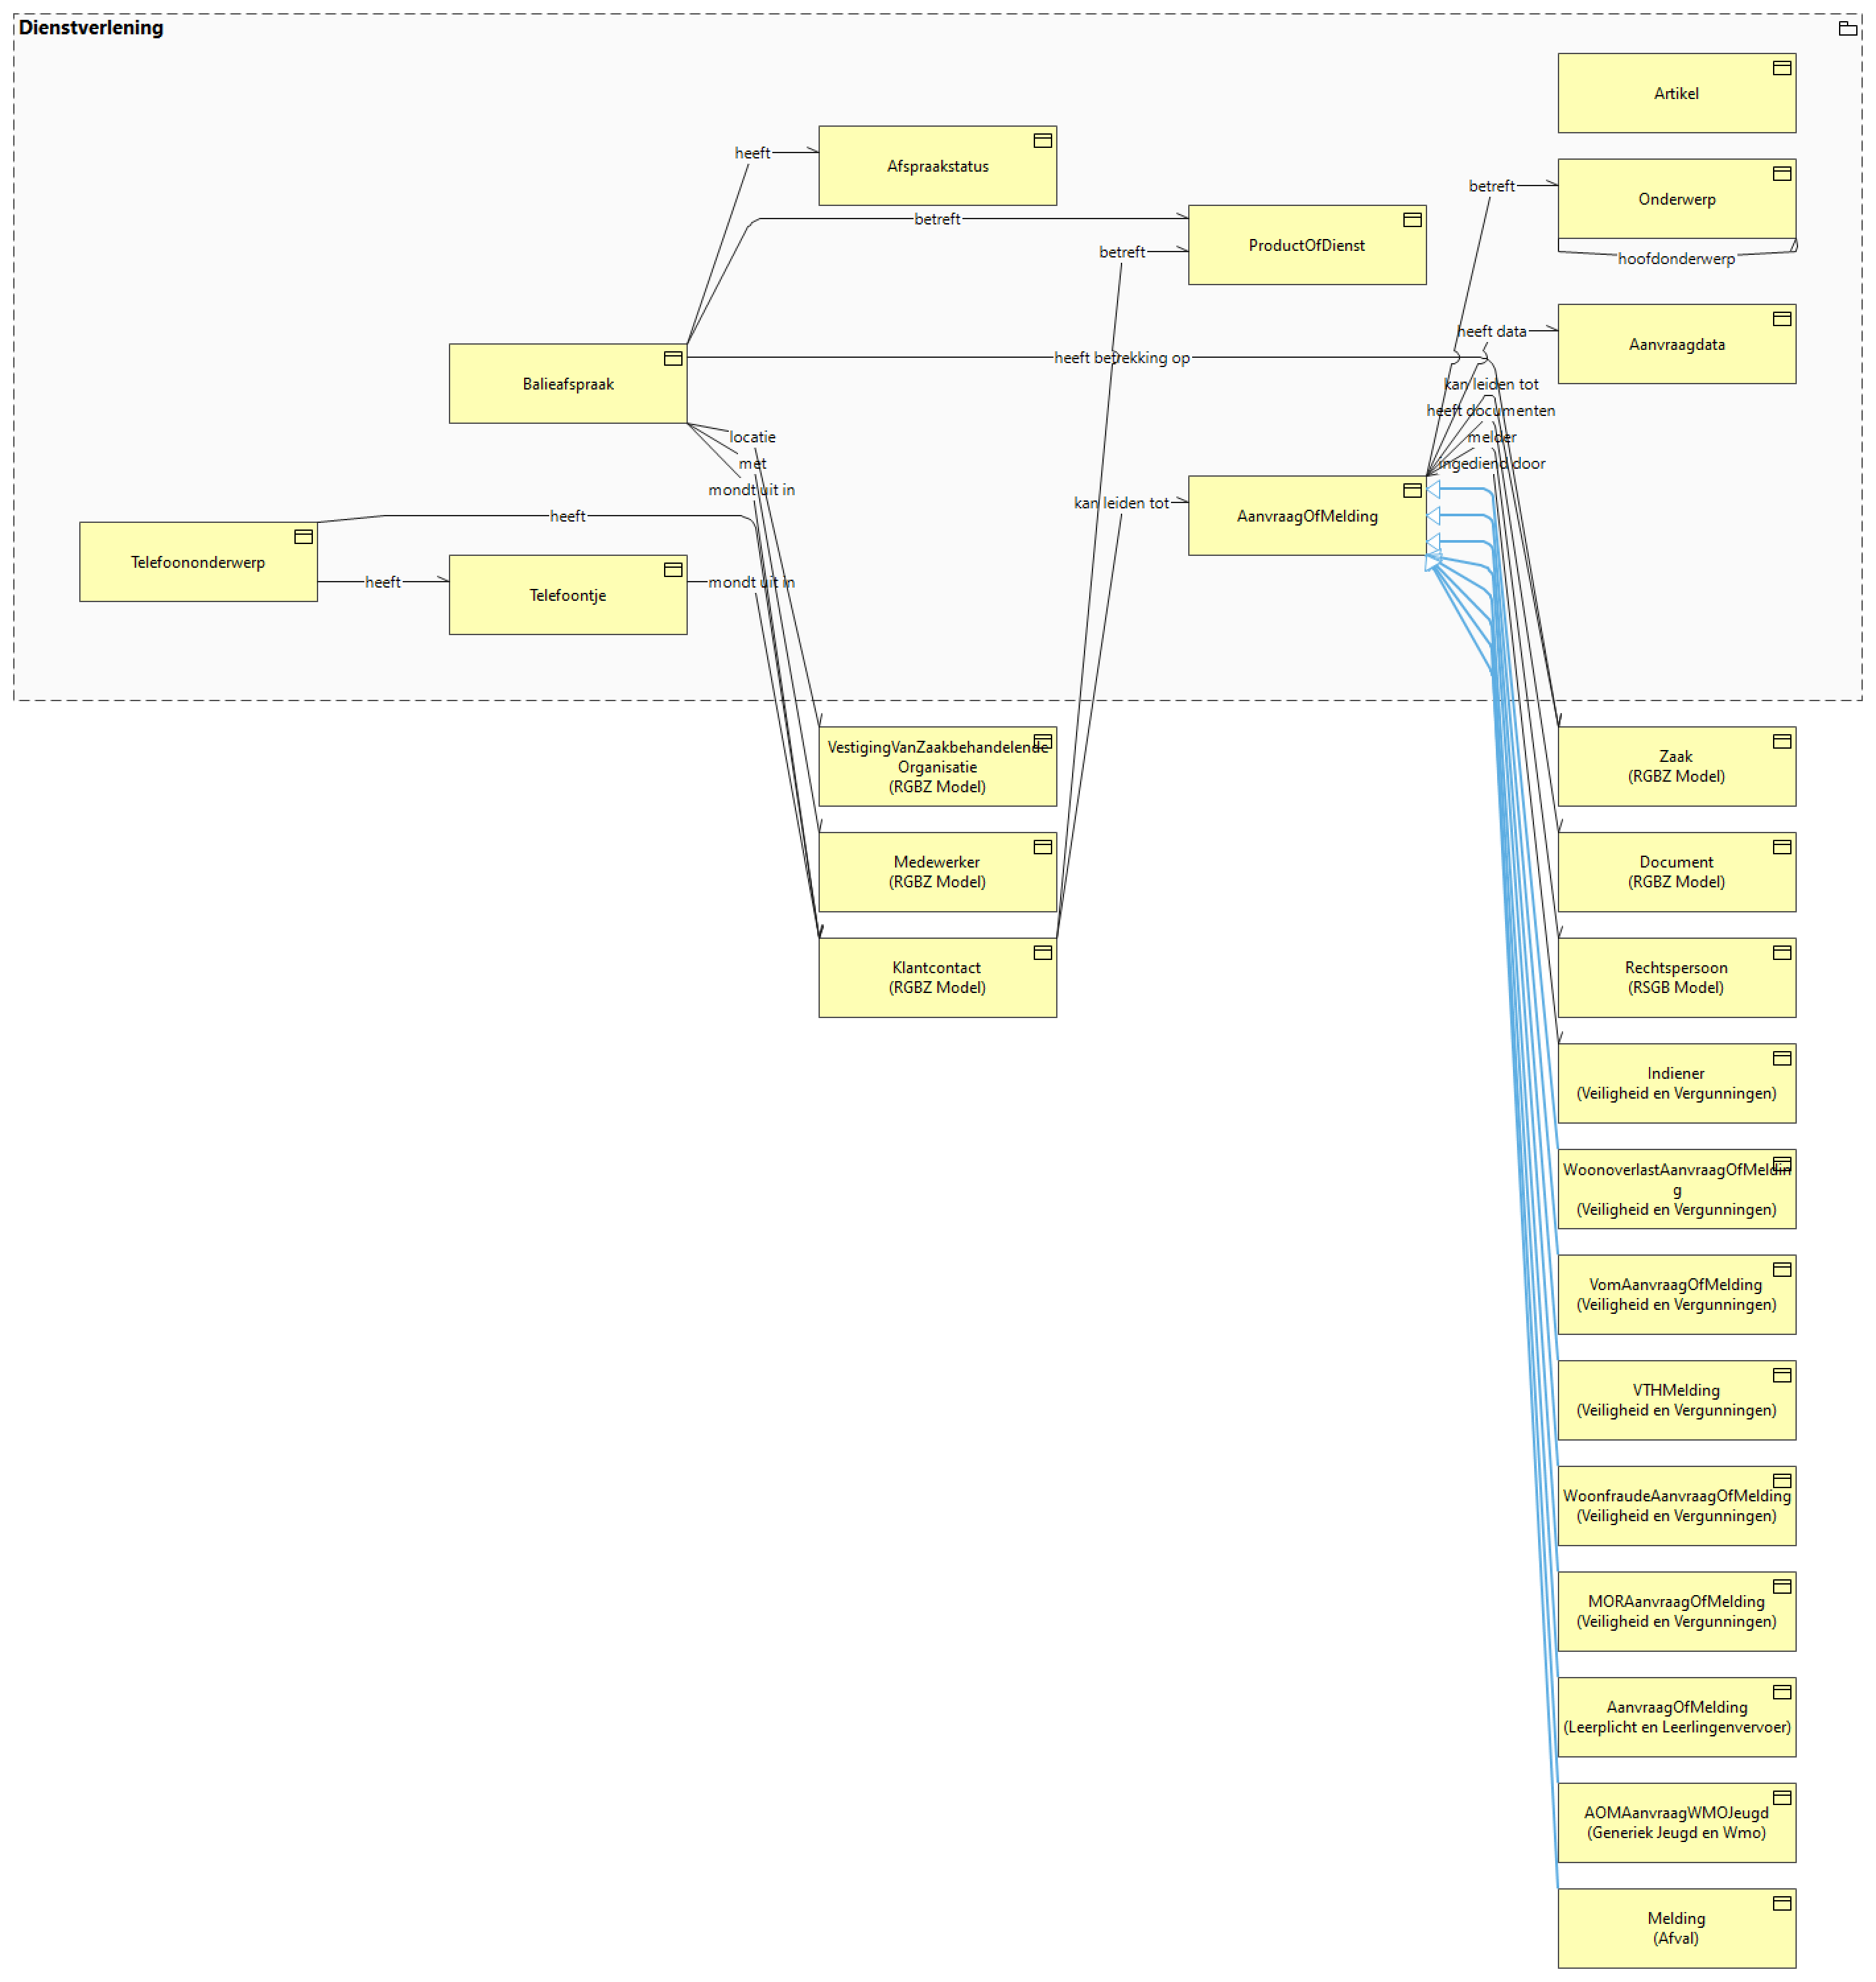 Dienstverlening
Artikel
Afspraakstatus
heeft
betreft
Onderwerp
hoofdonderwerp
betreft
ProductOfDienst
betreft
heeft data
Aanvraagdata
heeft betrekking op
Balieafspraak
kan leiden tot
heeft documenten
melder
ingediend door
locatie
met
mondt uit in
kan leiden tot
AanvraagOfMelding
heeft
Telefoononderwerp
heeft
Telefoontje
mondt uit in
VestigingVanZaakbehandelende
Organisatie
(RGBZ Model)
Zaak
(RGBZ Model)
Medewerker
(RGBZ Model)
Document
(RGBZ Model)
Klantcontact
(RGBZ Model)
Rechtspersoon
(RSGB Model)
Indiener
(Veiligheid en Vergunningen)
WoonoverlastAanvraagOfMeldin
g
(Veiligheid en Vergunningen)
VomAanvraagOfMelding
(Veiligheid en Vergunningen)
VTHMelding
(Veiligheid en Vergunningen)
WoonfraudeAanvraagOfMelding
(Veiligheid en Vergunningen)
MORAanvraagOfMelding
(Veiligheid en Vergunningen)
AanvraagOfMelding
(Leerplicht en Leerlingenvervoer)
AOMAanvraagWMOJeugd
(Generiek Jeugd en Wmo)
Melding
(Afval)